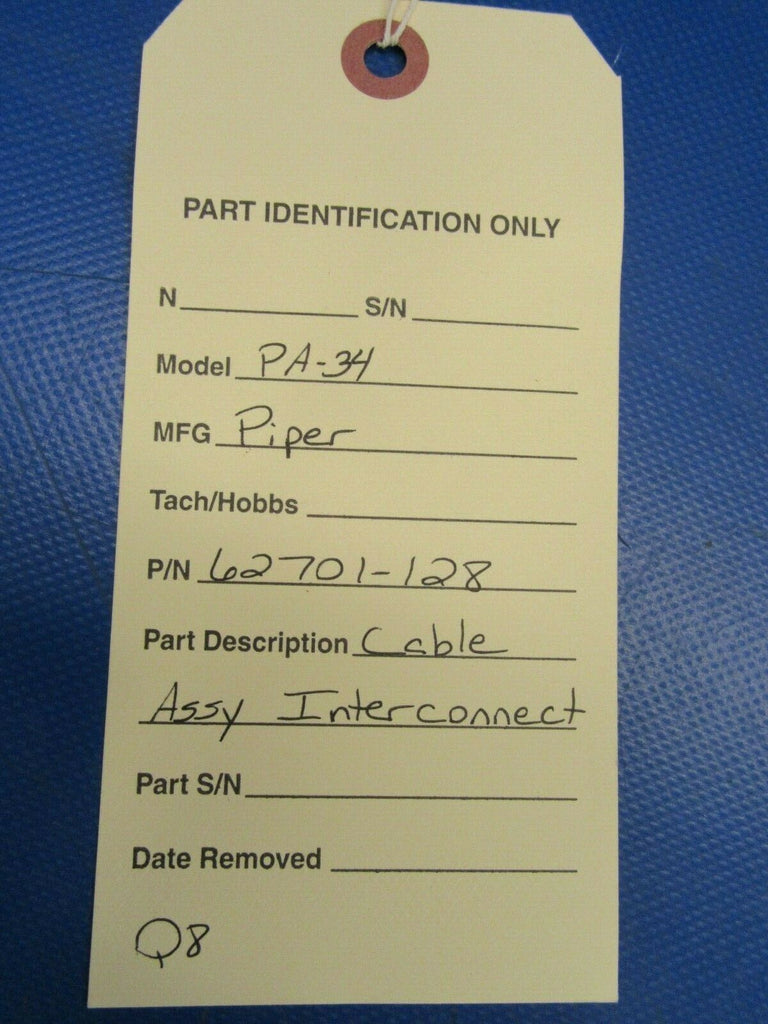 PART IDENTIFICATION ONLY
N S/N
Model PA-34
MFG Piper
Tach/Hobbs
P/N 62701-128
Part Description Cable
Assy Interconnect
Part S/N
Date Removed
Q8